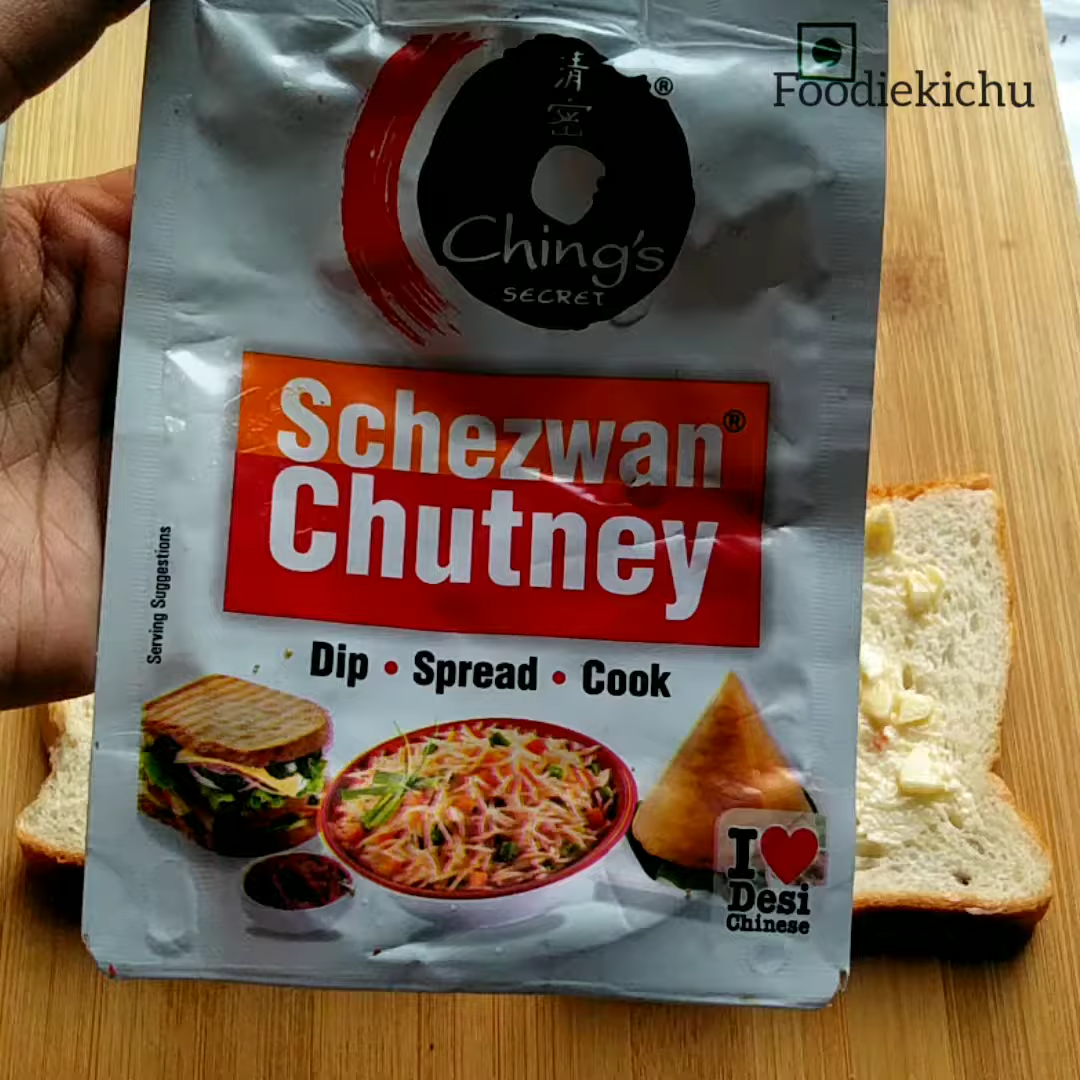 Foodiekichu
清
密
®
Ching's
SECRET
Schezwan®
Chutney
Dip • Spread • Cook
Serving Suggestions
I ♥
Desi
Chinese